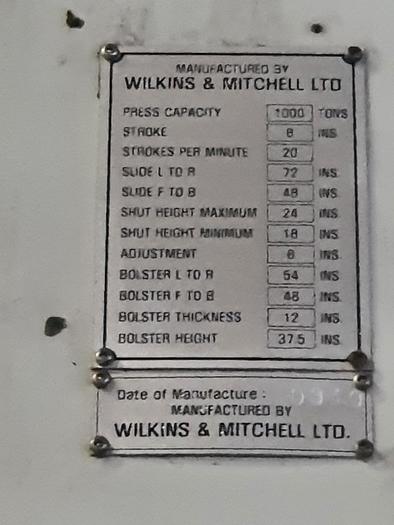 MANUFACTURED BY
WILKINS & MITCHELL LTD
PRESS CAPACITY 1000 TONS
STROKE 8 INS
STROKES PER MINUTE 20
SLIDE L TO R 72 INS.
SLIDE F TO B 48 INS.
SHUT HEIGHT MAXIMUM 24 INS
SHUT HEIGHT MINIMUM 18 INS
ADJUSTMENT 6 INS
BOLSTER L TO R 54 INS.
BOLSTER F TO B 48 INS.
BOLSTER THICKNESS 12 INS.
BOLSTER HEIGHT 37.5 INS.
Date of Manufacture :
MANUFACTURED BY
WILKINS & MITCHELL LTD.